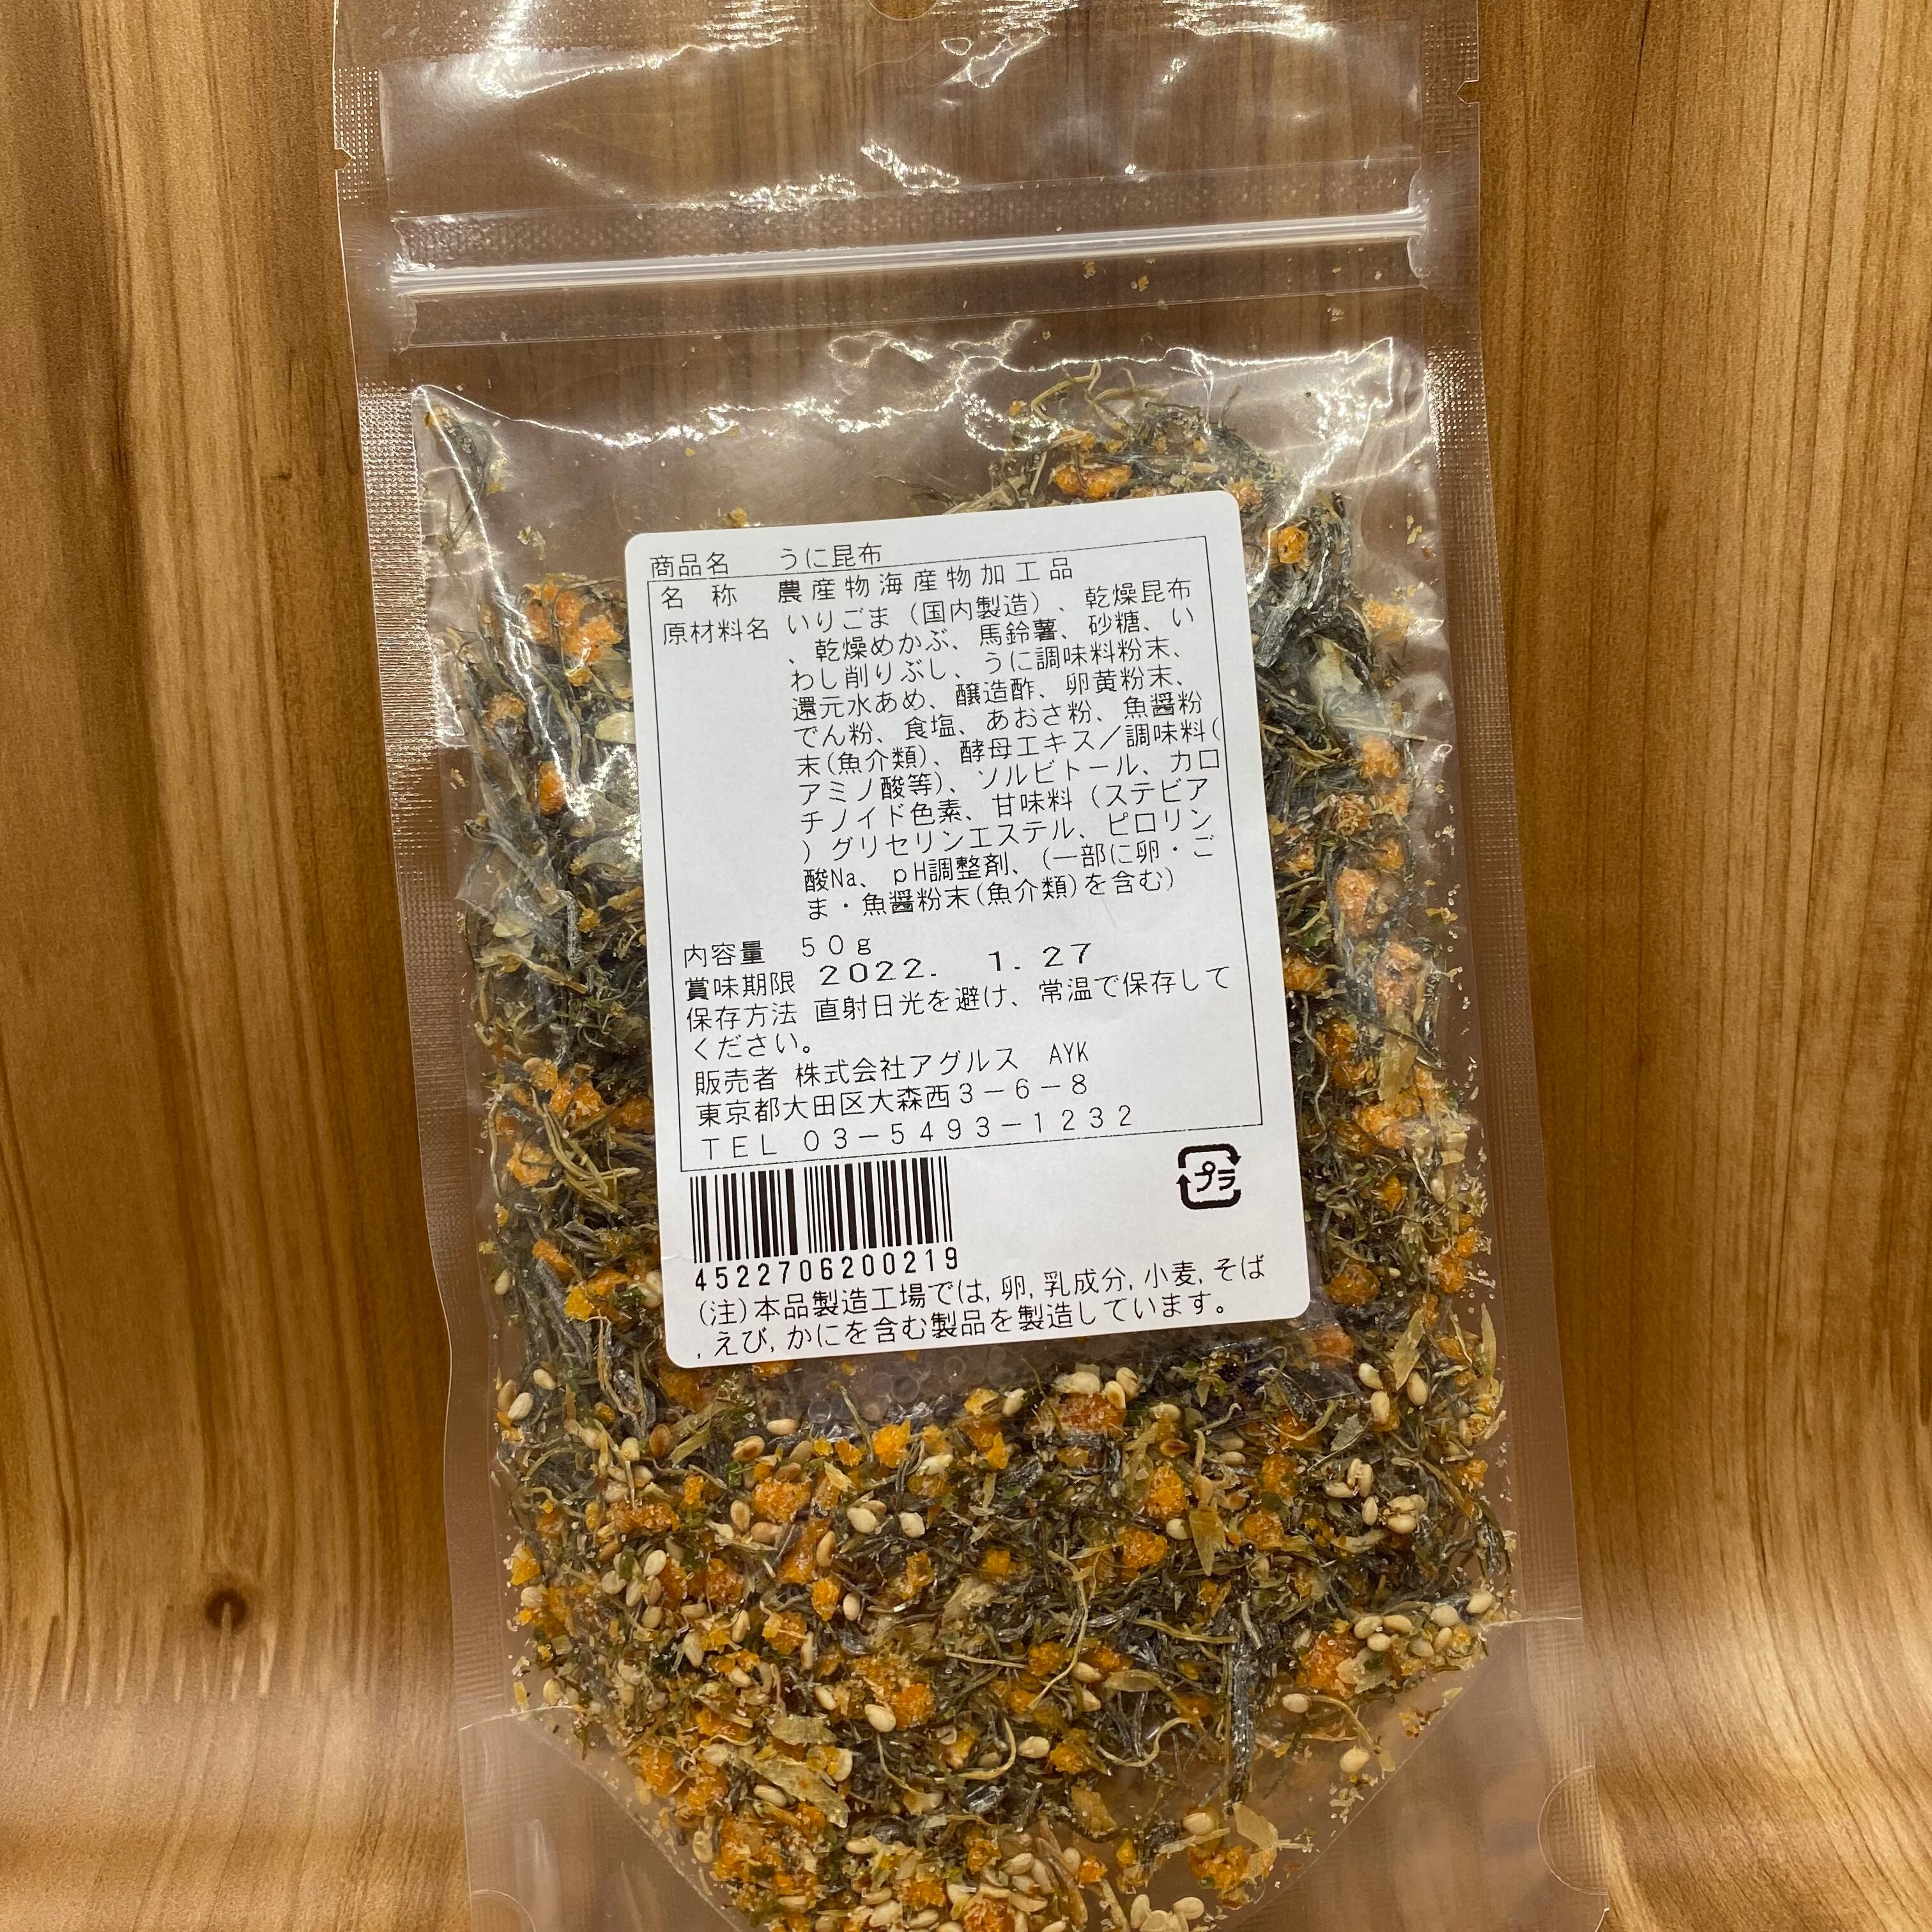 商品名 うに昆布
名 称 農産物海産物加工品
原材料名 いりごま（国内製造）、乾燥昆布
、乾燥めかぶ、馬鈴薯、砂糖、い
わし削りぶし、うに調味料粉末、
還元水あめ、醸造酢、卵黄粉末、
でん粉、食塩、あおさ粉、魚醤粉
末(魚介類)、酵母エキス／調味料(
アミノ酸等)、ソルビトール、カロ
チノイド色素、甘味料（ステビア
）グリセリンエステル、ピロリン
酸Na、pH調整剤、(一部に卵・ご
ま・魚醤粉末(魚介類)を含む)
内容量 50g
賞味期限 2022. 1. 27
保存方法 直射日光を避け、常温で保存して
ください。
販売者 株式会社アグルス AYK
東京都大田区大森西3－6－8
TEL 03－5493－1232
プラ
4522706200219
(注)本品製造工場では,卵,乳成分,小麦,そば
,えび,かにを含む製品を製造しています。